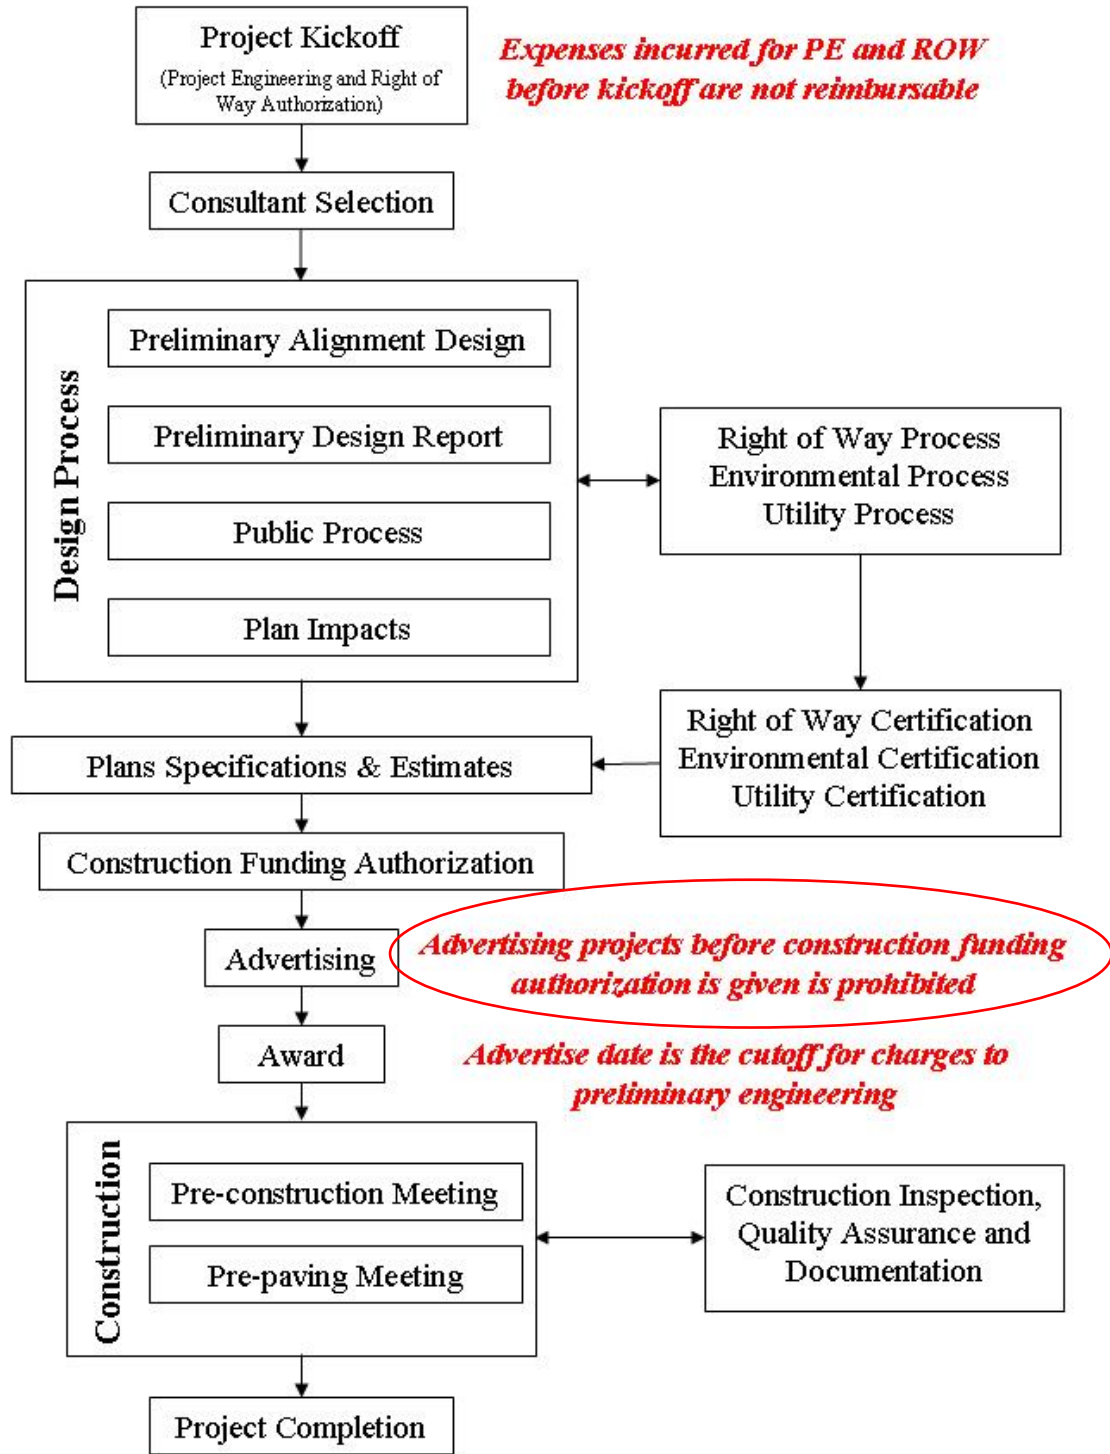 Project Kickoff
(Project Engineering and Right of
Way Authorization)
Expenses incurred for PE and ROW
before kickoff are not reimbursable
Consultant Selection
Design Process
Preliminary Alignment Design
Preliminary Design Report
Public Process
Plan Impacts
Right of Way Process
Environmental Process
Utility Process
Right of Way Certification
Environmental Certification
Utility Certification
Plans Specifications & Estimates
Construction Funding Authorization
Advertising
Advertising projects before construction funding
authorization is given is prohibited
Award
Advertise date is the cutoff for charges to
preliminary engineering
Construction
Pre-construction Meeting
Pre-paving Meeting
Construction Inspection,
Quality Assurance and
Documentation
Project Completion